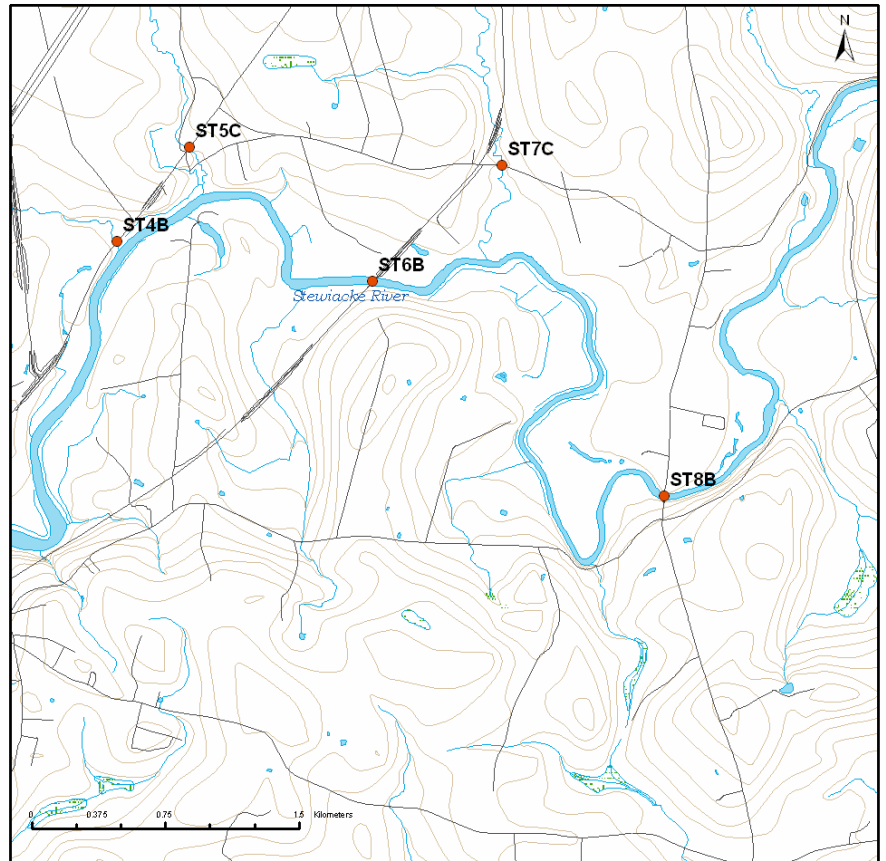 N
ST5C
ST7C
ST4B
ST6B
Stewiacke River
ST8B
0 0.375 0.75 1.5 Kilometers